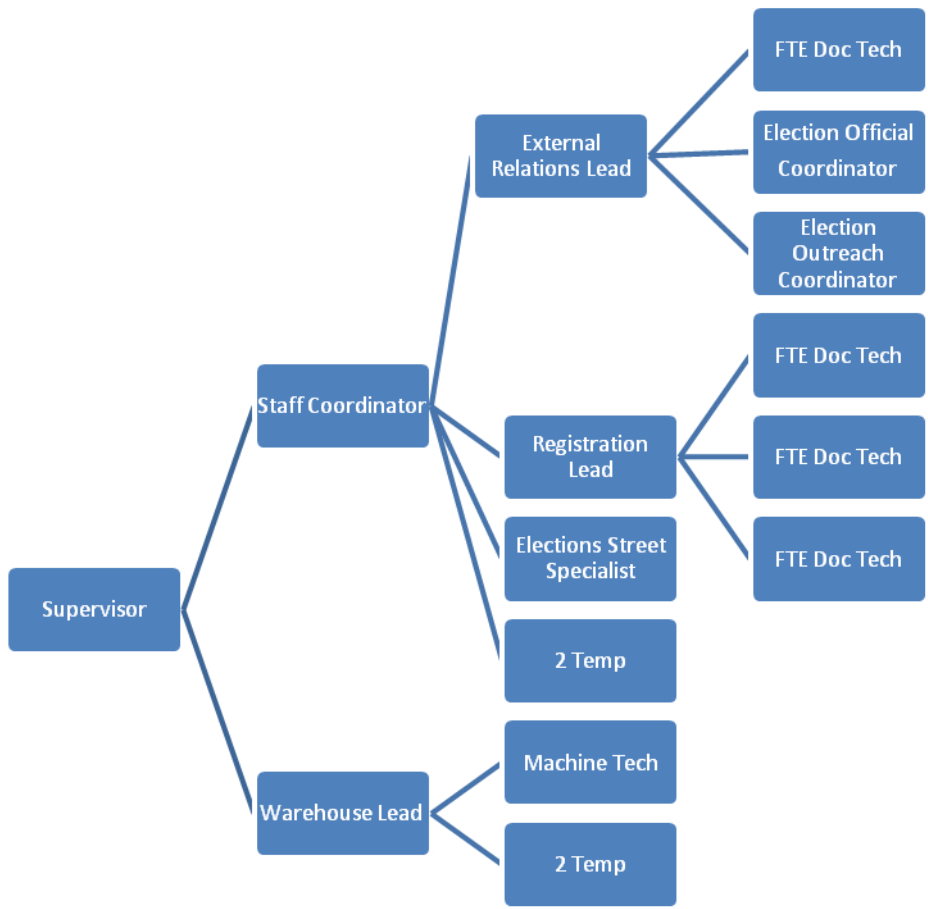 Supervisor
Staff Coordinator
External
Relations Lead
FTE Doc Tech
Election Official
Coordinator
Election
Outreach
Coordinator
Registration
Lead
FTE Doc Tech
FTE Doc Tech
FTE Doc Tech
Elections Street
Specialist
2 Temp
Warehouse Lead
Machine Tech
2 Temp